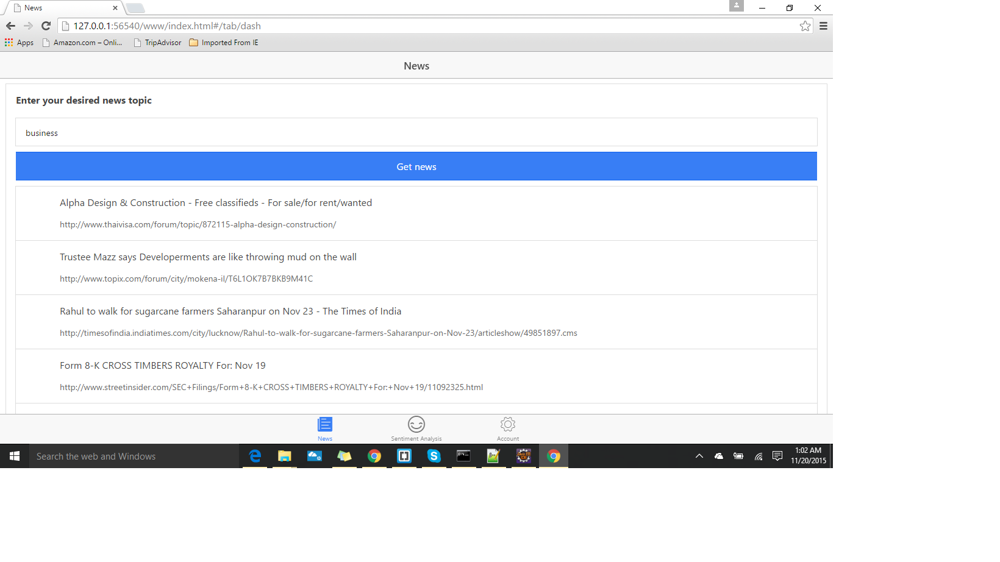 News
127.0.0.1:56540/www/index.html#/tab/dash
Apps Amazon.com – Onli... TripAdvisor Imported From IE
News
Enter your desired news topic
business
Get news
Alpha Design & Construction - Free classifieds - For sale/for rent/wanted
http://www.thaivisa.com/forum/topic/872115-alpha-design-construction/
Trustee Mazz says Developerments are like throwing mud on the wall
http://www.topix.com/forum/city/mokena-il/T6L1OK7B7BKB9M41C
Rahul to walk for sugarcane farmers Saharanpur on Nov 23 - The Times of India
http://timesofindia.indiatimes.com/city/lucknow/Rahul-to-walk-for-sugarcane-farmers-Saharanpur-on-Nov-23/articleshow/49851897.cms
Form 8-K CROSS TIMBERS ROYALTY For: Nov 19
http://www.streetinsider.com/SEC+Filings/Form+8-K+CROSS+TIMBERS+ROYALTY+For:+Nov+19/11092325.html
News Sentiment Analysis Account
Search the web and Windows
1:02 AM
11/20/2015